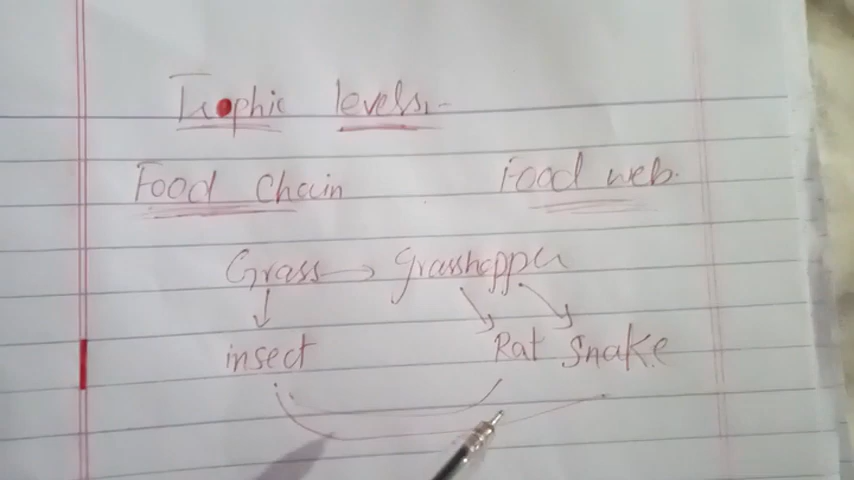 Trophic levels:-
Food Chain Food web.
Grass → Grasshopper
insect Rat Snake